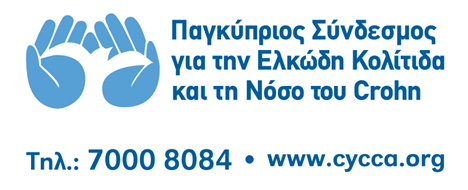 Παγκύπριος Σύνδεσμος
για την Ελκώδη Κολίτιδα
και τη Νόσο του Crohn
Τηλ.: 7000 8084 • www.cycca.org